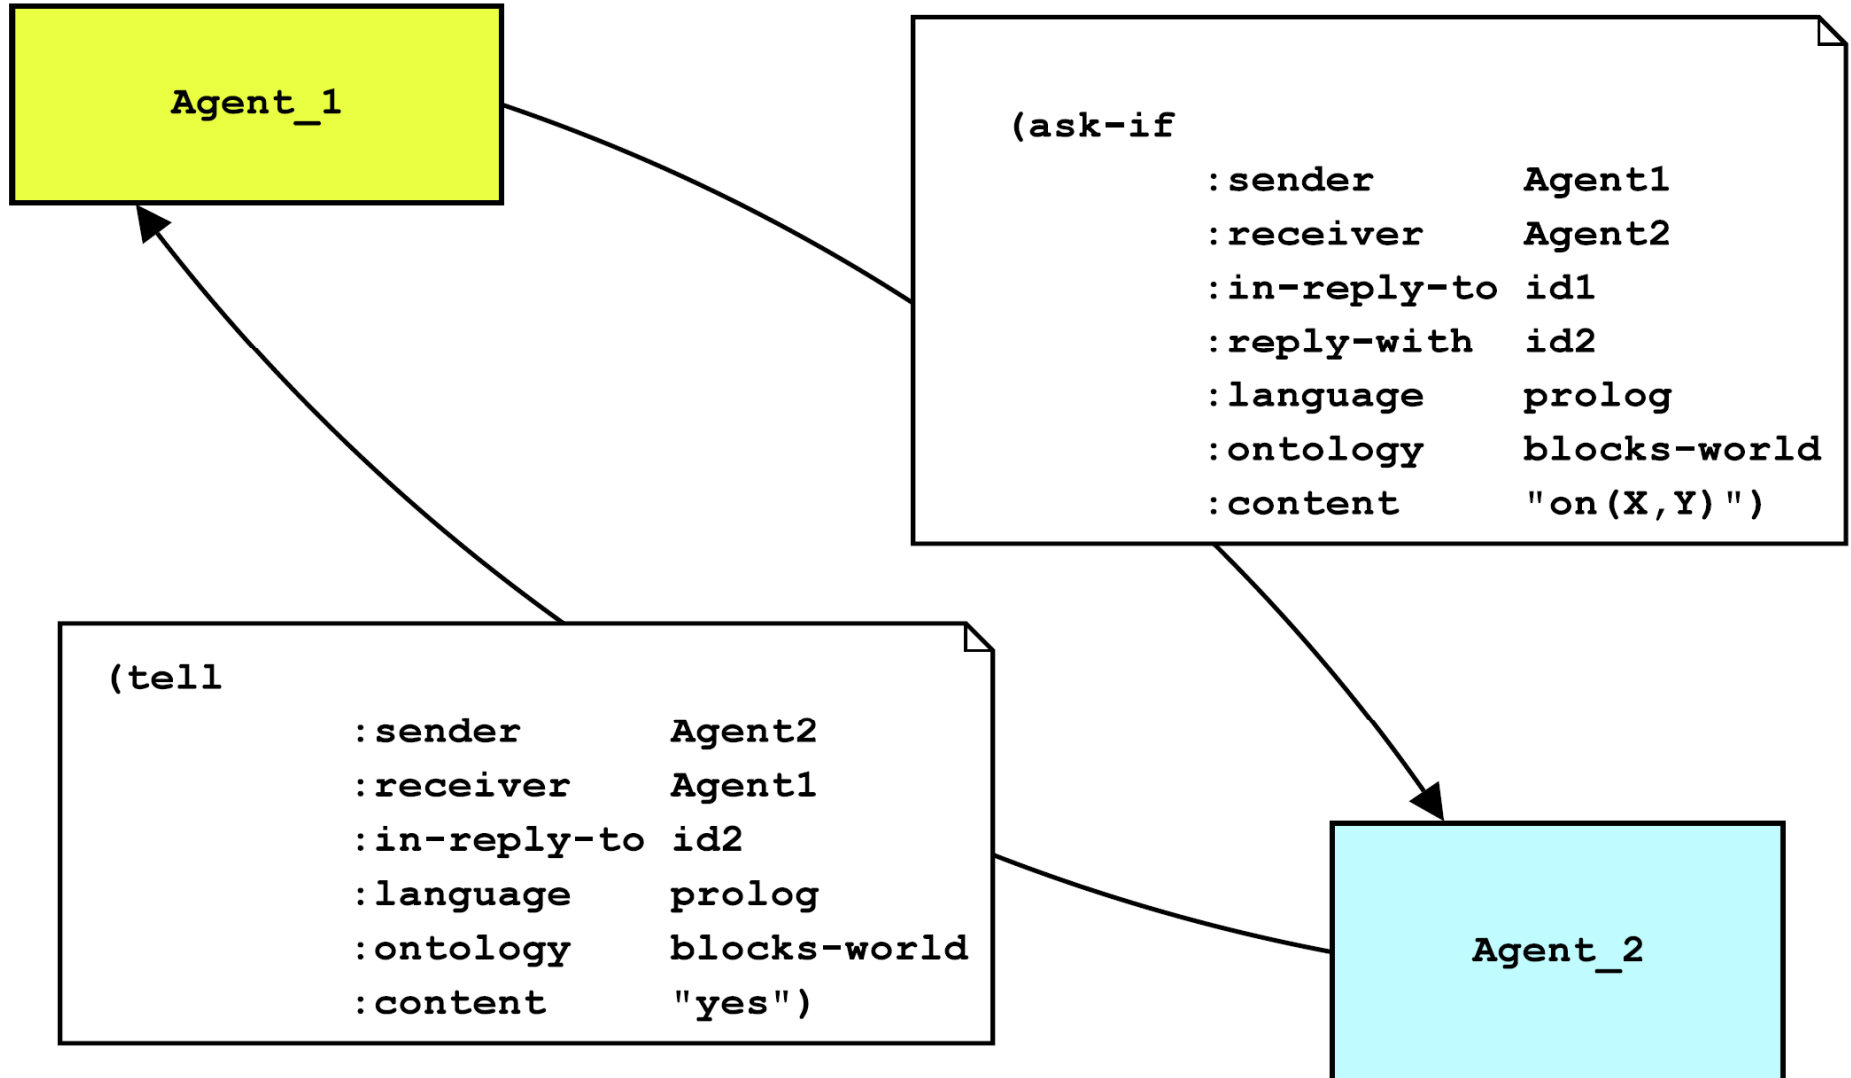 Agent_1
(ask-if
:sender Agent1
:receiver Agent2
:in-reply-to id1
:reply-with id2
:language prolog
:ontology blocks-world
:content "on(X,Y)")
(tell
:sender Agent2
:receiver Agent1
:in-reply-to id2
:language prolog
:ontology blocks-world
:content "yes")
Agent_2